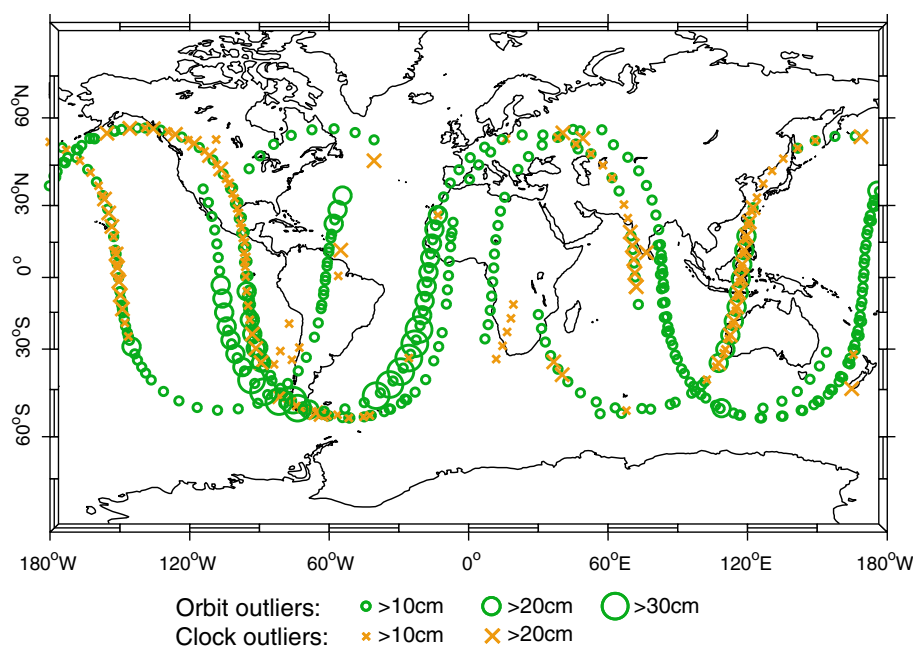 60°N
30°N
0°
30°S
60°S
180°W 120°W 60°W 0° 60°E 120°E 180°W
Orbit outliers: >10cm >20cm >30cm
Clock outliers: >10cm >20cm